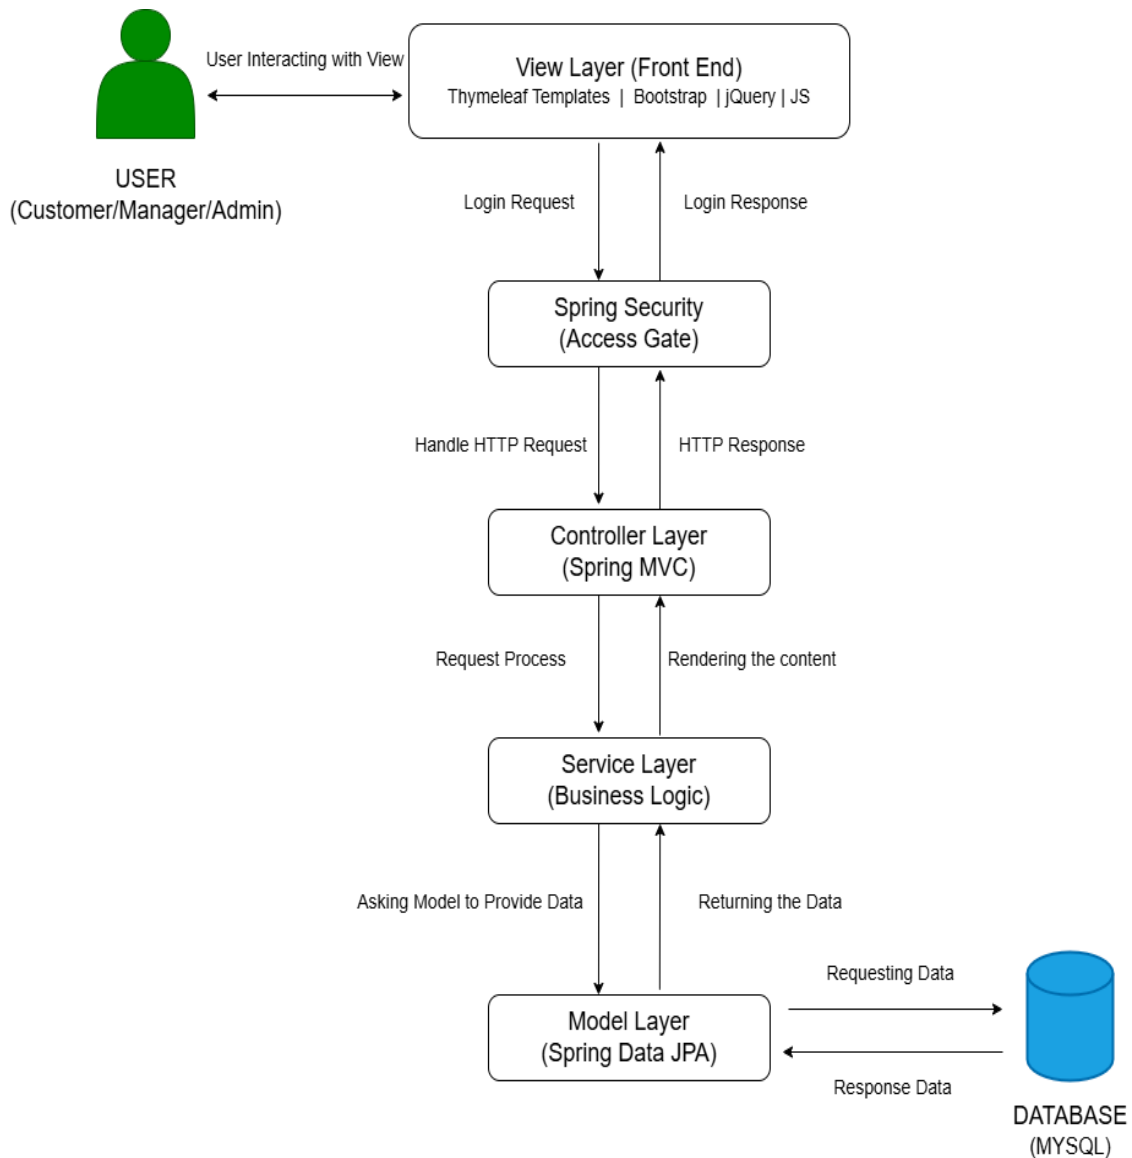 User Interacting with View
View Layer (Front End)
Thymeleaf Templates | Bootstrap | jQuery | JS
USER
(Customer/Manager/Admin)
Login Request
Login Response
Spring Security
(Access Gate)
Handle HTTP Request
HTTP Response
Controller Layer
(Spring MVC)
Request Process
Rendering the content
Service Layer
(Business Logic)
Asking Model to Provide Data
Returning the Data
Model Layer
(Spring Data JPA)
Requesting Data
Response Data
DATABASE
(MYSQL)